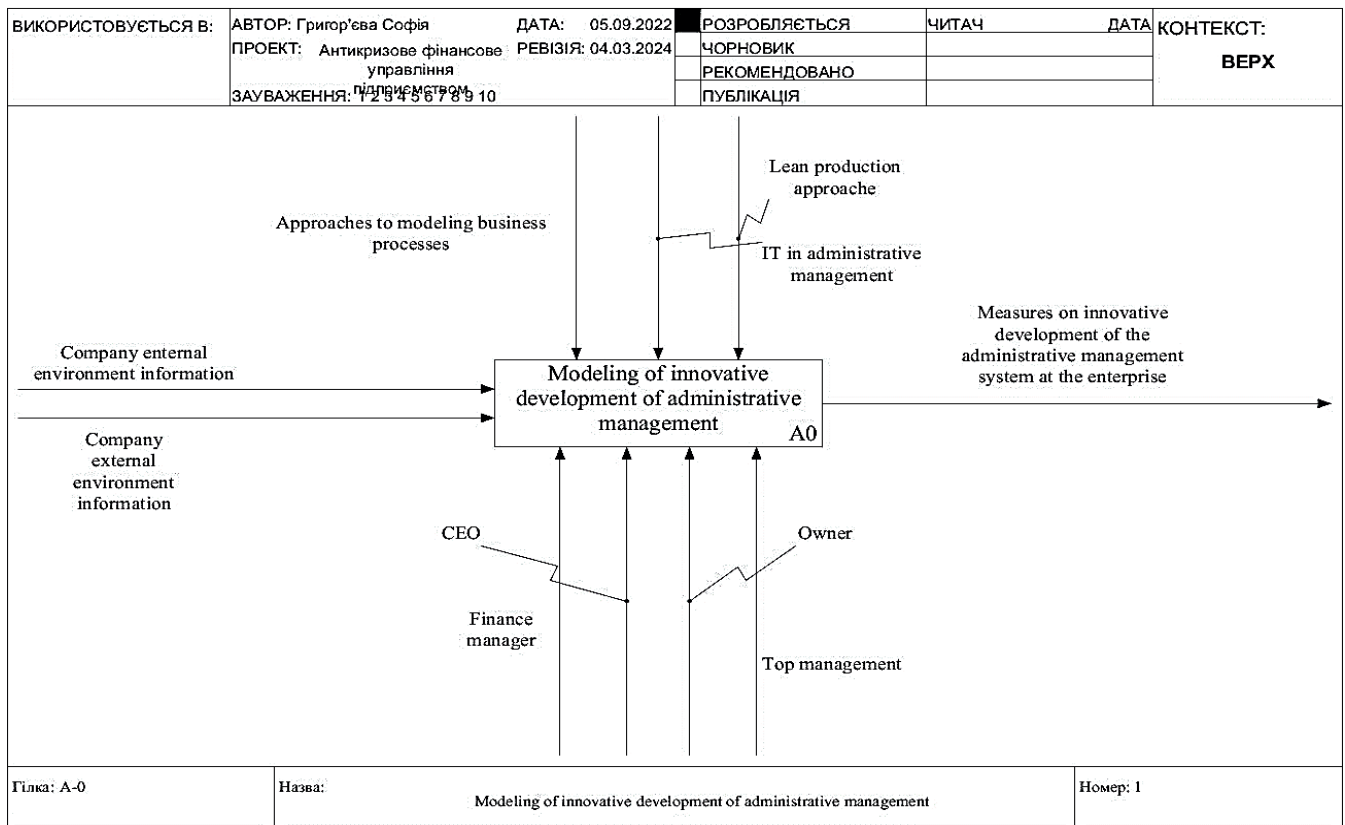 ВИКОРИСТОВУЄТЬСЯ В:
АВТОР: Григор'єва Софія
ДАТА: 05.09.2022
ПРОЕКТ: Антикризове фінансове
управління
підприємством
РЕВІЗІЯ: 04.03.2024
ЗАУВАЖЕННЯ: 1 2 3 4 5 6 7 8 9 10
РОЗРОБЛЯЄТЬСЯ
ЧОРНОВИК
РЕКОМЕНДОВАНО
ПУБЛІКАЦІЯ
ЧИТАЧ
ДАТА
КОНТЕКСТ:
ВЕРХ
Lean production
approache
Approaches to modeling business
processes
IT in administrative
management
Measures on innovative
development of the
administrative management
system at the enterprise
Company enternal
environment information
Modeling of innovative
development of administrative
management
A0
Company
external
environment
information
CEO
Owner
Finance
manager
Top management
Гілка: A-0
Назва:
Modeling of innovative development of administrative management
Номер: 1